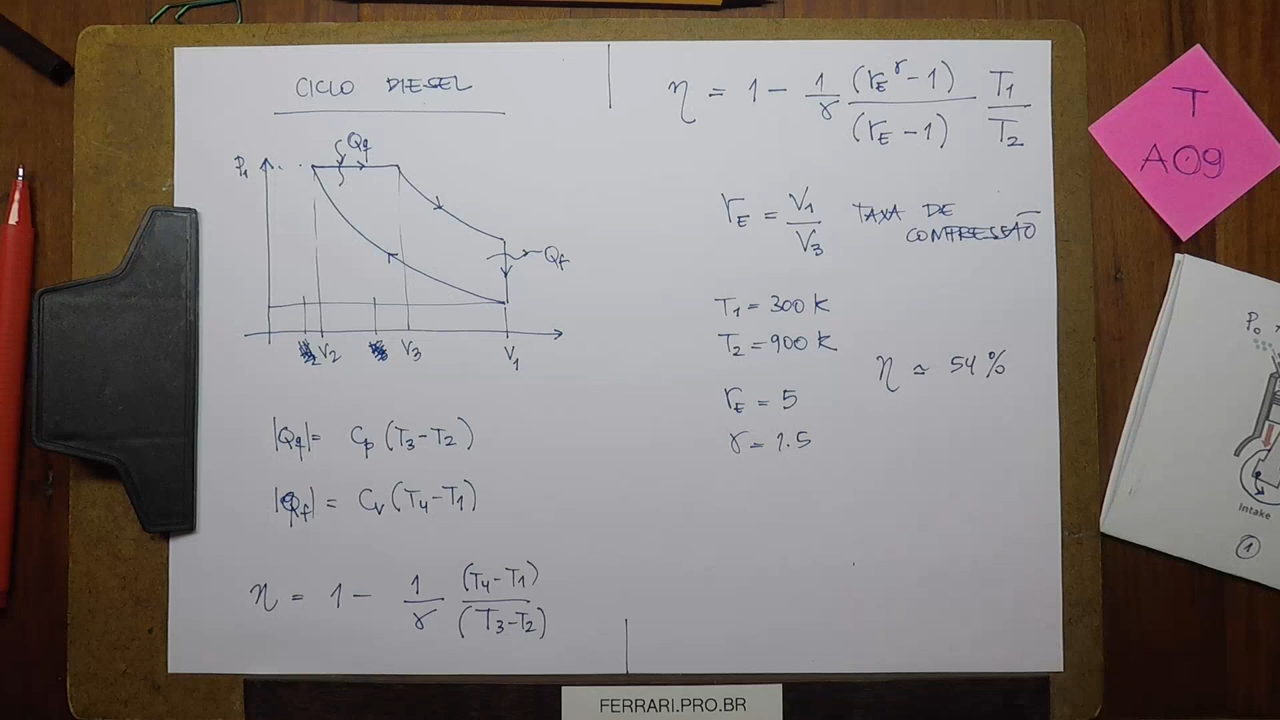 CICLO DIESEL
Qq
P1
Qf
V2 V3 V1
|Qq| = Cp (T3 - T2)
|Qf| = Cv (T4 - T1)
η = 1 - 1/γ (T4 - T1)/(T3 - T2)
η = 1 - 1/γ (rE^γ - 1)/(rE - 1) T1/T2
rE = V1/V3 TAXA DE
COMPRESSÃO
T1 = 300 K
T2 = 900 K
η ≃ 54 %
rE = 5
γ = 1.5
T
A09
P0
Intake
1
FERRARI.PRO.BR